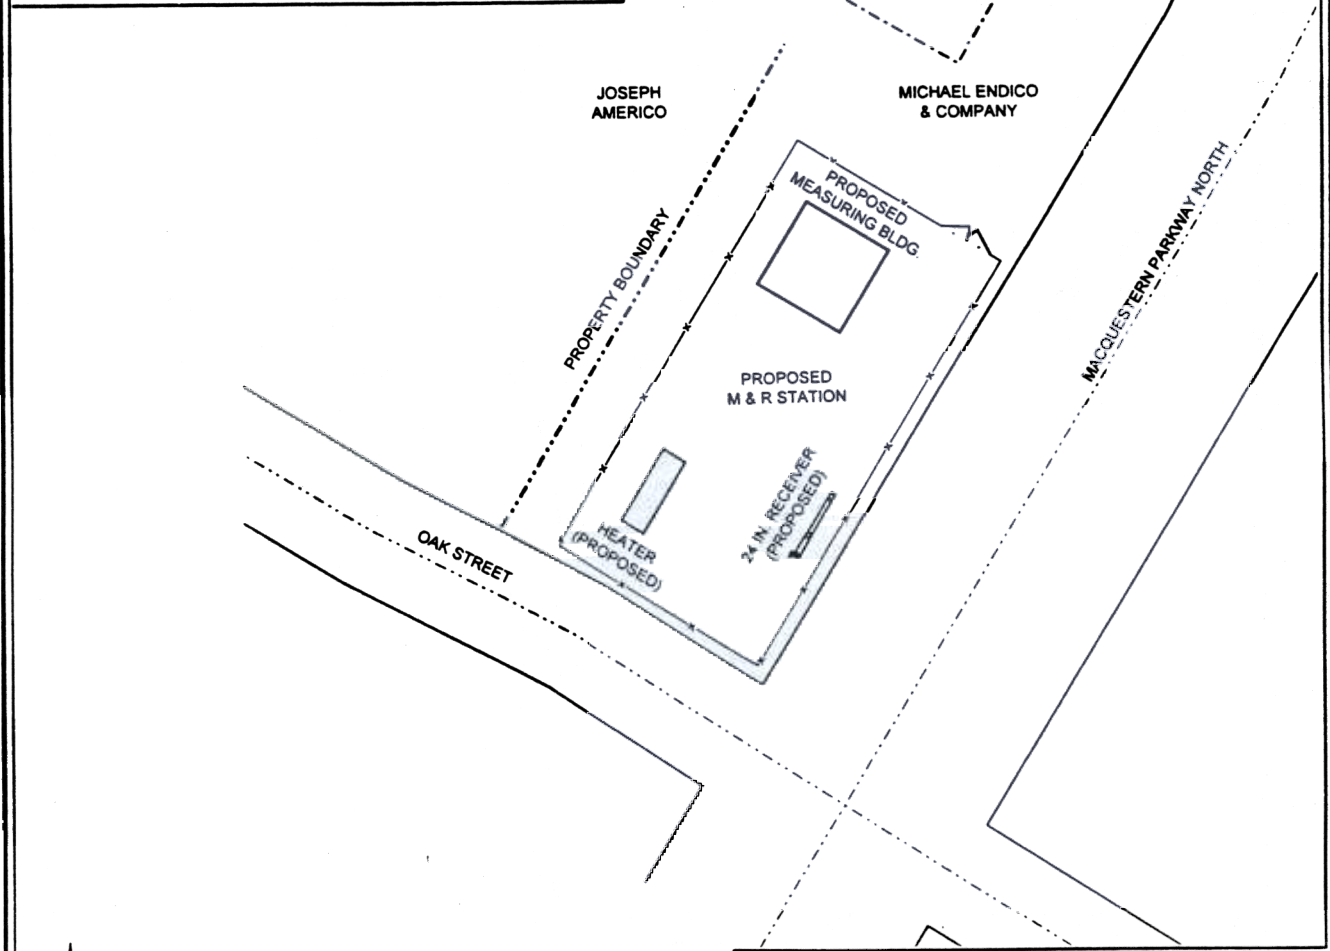 JOSEPH
AMERICO
MICHAEL ENDICO
& COMPANY
PROPERTY BOUNDARY
PROPOSED
MEASURING BLDG.
MACQUESTERN PARKWAY NORTH
PROPOSED
M & R STATION
24 IN. RECEIVER
(PROPOSED)
HEATER
(PROPOSED)
OAK STREET